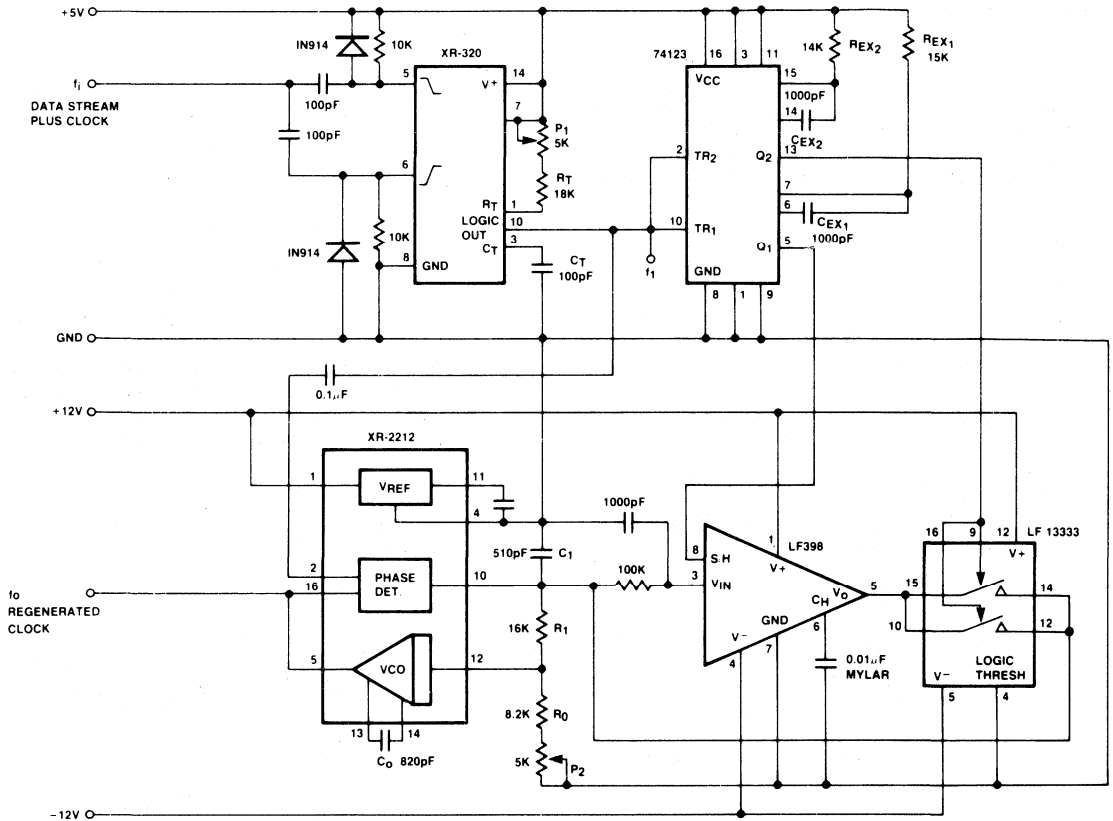 +5V
IN914
10K
XR-320
5
14
V+
7
P1
5K
fi
DATA STREAM
PLUS CLOCK
100pF
100pF
6
RT
18K
RT
1
LOGIC
OUT
10
CT
3
CT
100pF
IN914
10K
8
GND
f1
74123
16
3
11
VCC
14K
REX2
REX1
15K
15
1000pF
14
CEX2
2
TR2
Q2
13
7
6
CEX1
1000pF
10
TR1
Q1
5
GND
8
1
9
GND
0.1μF
+12V
XR-2212
1
VREF
11
4
1000pF
510pF
C1
2
16
PHASE
DET.
10
100K
fo
REGENERATED
CLOCK
16K
R1
5
VCO
12
8.2K
R0
13
14
Co
820pF
5K
P2
8
S.H
1
V+
LF398
3
VIN
CH
Vo
5
GND
6
V-
4
7
0.01μF
MYLAR
16
9
12
LF 13333
V+
15
14
10
12
LOGIC
THRESH
V-
5
4
-12V